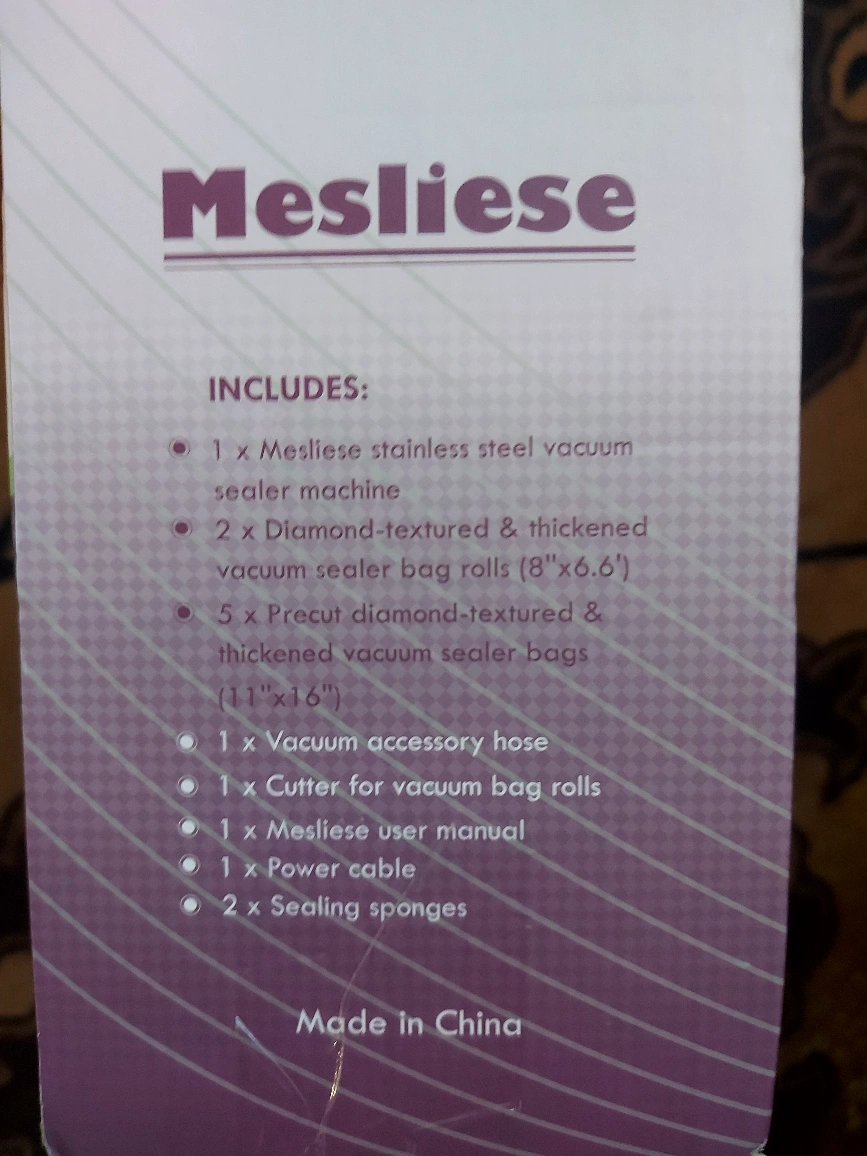 Mesliese
INCLUDES:
1 x Mesliese stainless steel vacuum
sealer machine
2 x Diamond-textured & thickened
vacuum sealer bag rolls (8"x6.6')
5 x Precut diamond-textured &
thickened vacuum sealer bags
(11"x16")
1 x Vacuum accessory hose
1 x Cutter for vacuum bag rolls
1 x Mesliese user manual
1 x Power cable
2 x Sealing sponges
Made in China